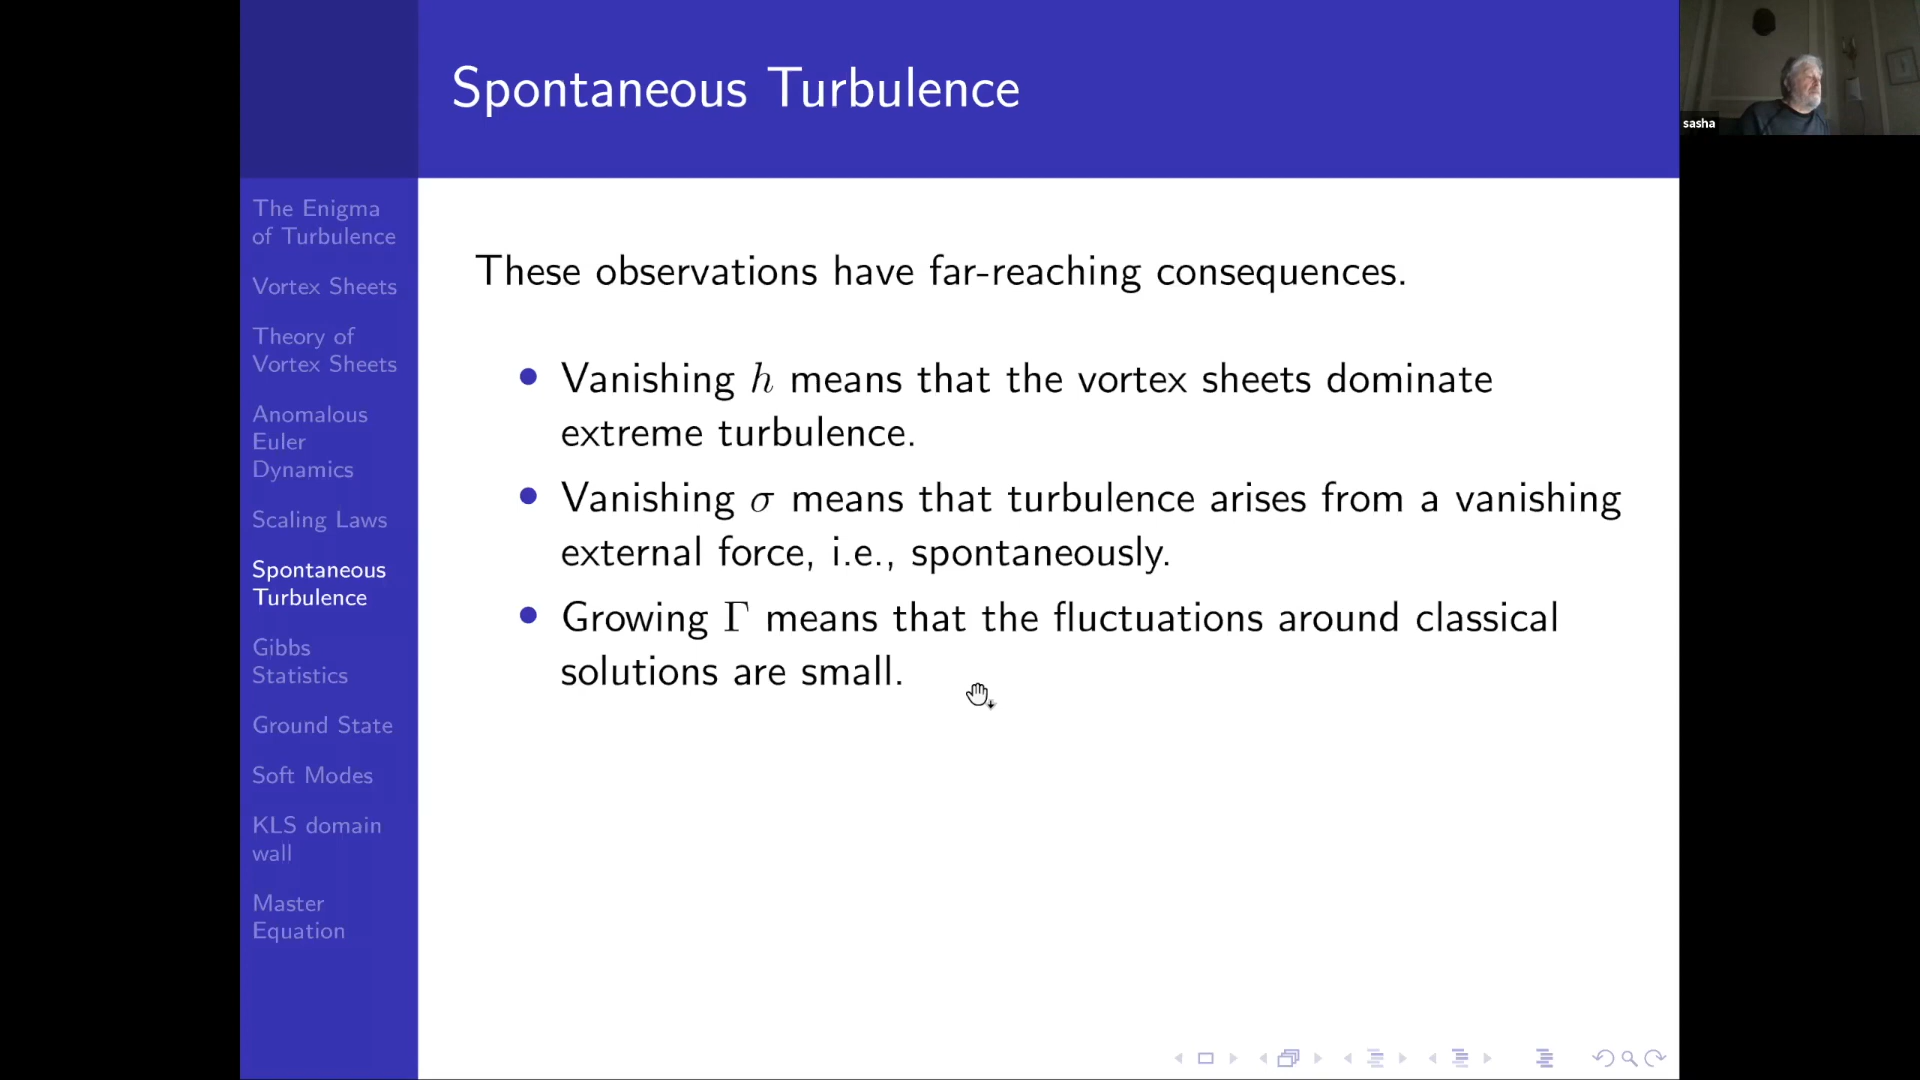 Spontaneous Turbulence
sasha
The Enigma
of Turbulence
Vortex Sheets
Theory of
Vortex Sheets
Anomalous
Euler
Dynamics
Scaling Laws
Spontaneous
Turbulence
Gibbs
Statistics
Ground State
Soft Modes
KLS domain
wall
Master
Equation
These observations have far-reaching consequences.
• Vanishing h means that the vortex sheets dominate
extreme turbulence.
• Vanishing σ means that turbulence arises from a vanishing
external force, i.e., spontaneously.
• Growing Γ means that the fluctuations around classical
solutions are small.